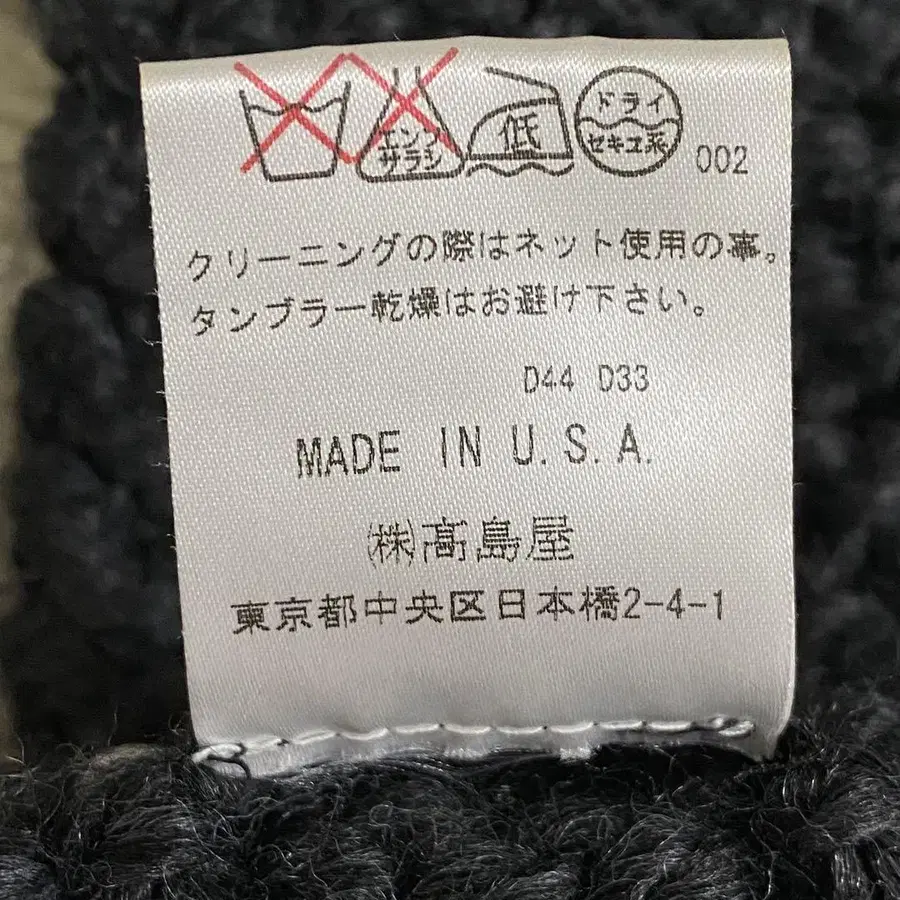 エンソ
サラシ
低
ドライ
セキユ系
002
クリーニングの際はネット使用の事。
タンブラー乾燥はお避け下さい。
D44 D33
MADE IN U.S.A.
㈱髙島屋
東京都中央区日本橋2-4-1